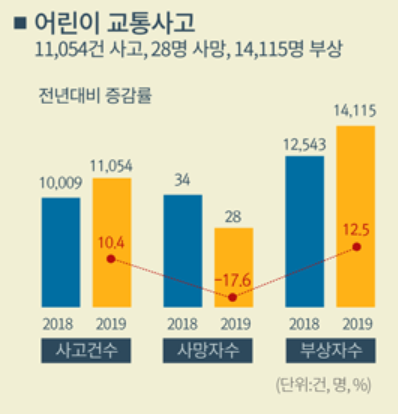 ■ 어린이 교통사고
11,054건 사고, 28명 사망, 14,115명 부상
전년대비 증감률
10,009 11,054 34 28 12,543 14,115
10.4 -17.6 12.5
2018 2019 2018 2019 2018 2019
사고건수 사망자수 부상자수
(단위:건, 명, %)